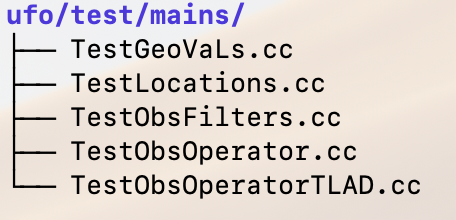 ufo/test/mains/
├── TestGeoVaLs.cc
├── TestLocations.cc
├── TestObsFilters.cc
├── TestObsOperator.cc
└── TestObsOperatorTLAD.cc